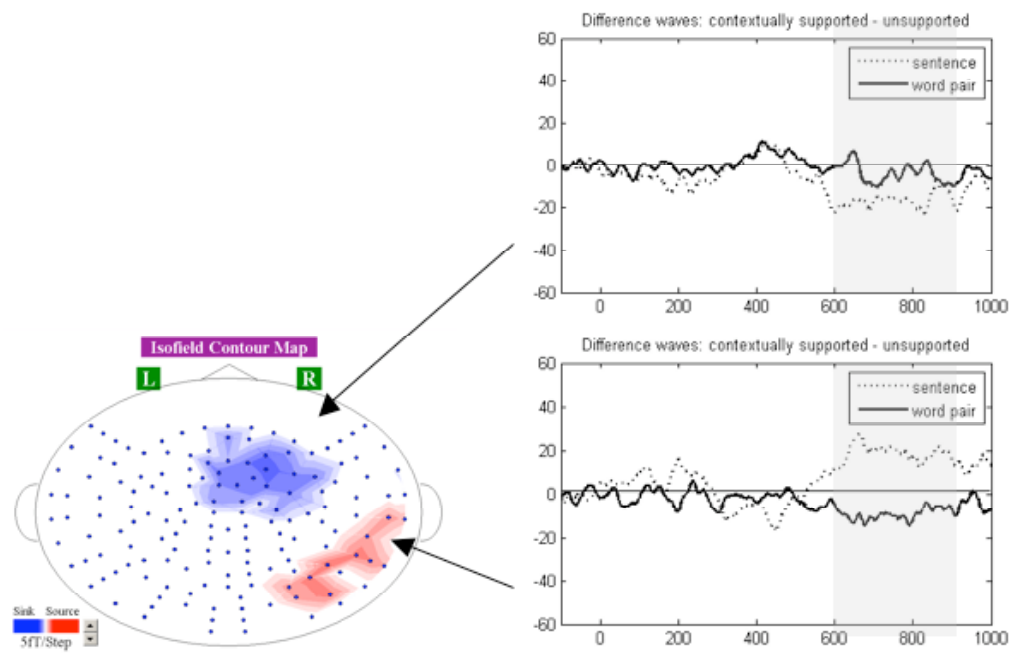 Difference waves: contextually supported - unsupported
60
40
20
0
-20
-40
-60
sentence
word pair
0 200 400 600 800 1000
Isofield Contour Map
L R
Sink Source
5fT/Step
Difference waves: contextually supported - unsupported
60
40
20
0
-20
-40
-60
sentence
word pair
0 200 400 600 800 1000